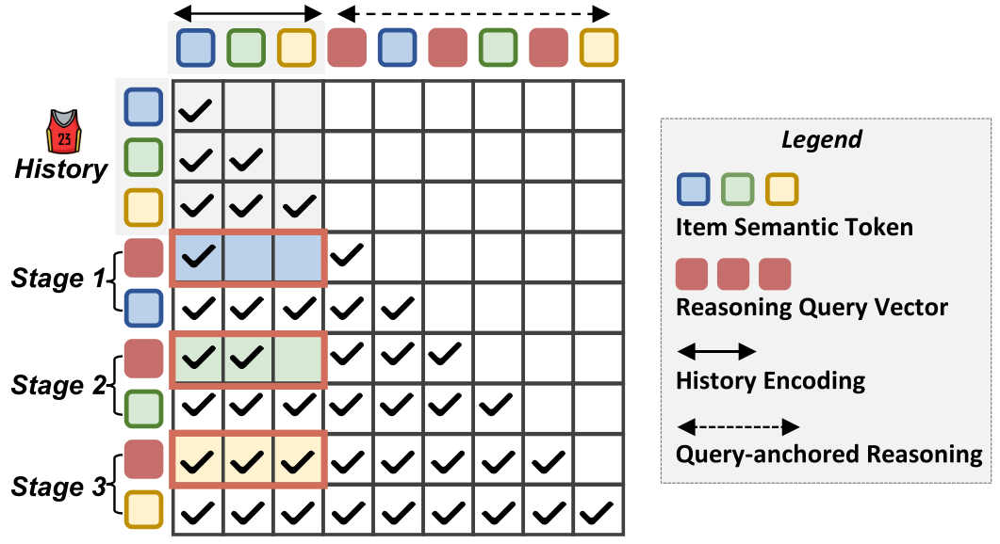 23
History
Stage 1
Stage 2
Stage 3
Legend
Item Semantic Token
Reasoning Query Vector
History Encoding
Query-anchored Reasoning